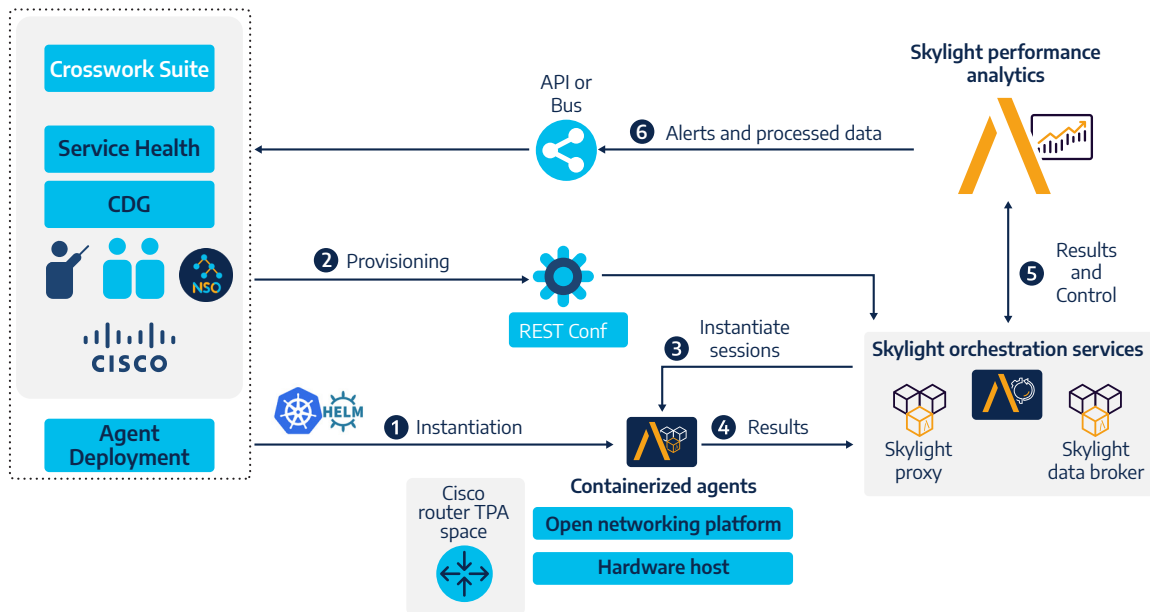 Crosswork Suite
Service Health
CDG
NSO
CISCO
Agent
Deployment
API or
Bus
6 Alerts and processed data
Skylight performance
analytics
2 Provisioning
REST Conf
5 Results
and
Control
3 Instantiate
sessions
Skylight orchestration services
Skylight
proxy
Skylight
data broker
HELM
1 Instantiation
4 Results
Containerized agents
Cisco
router TPA
space
Open networking platform
Hardware host